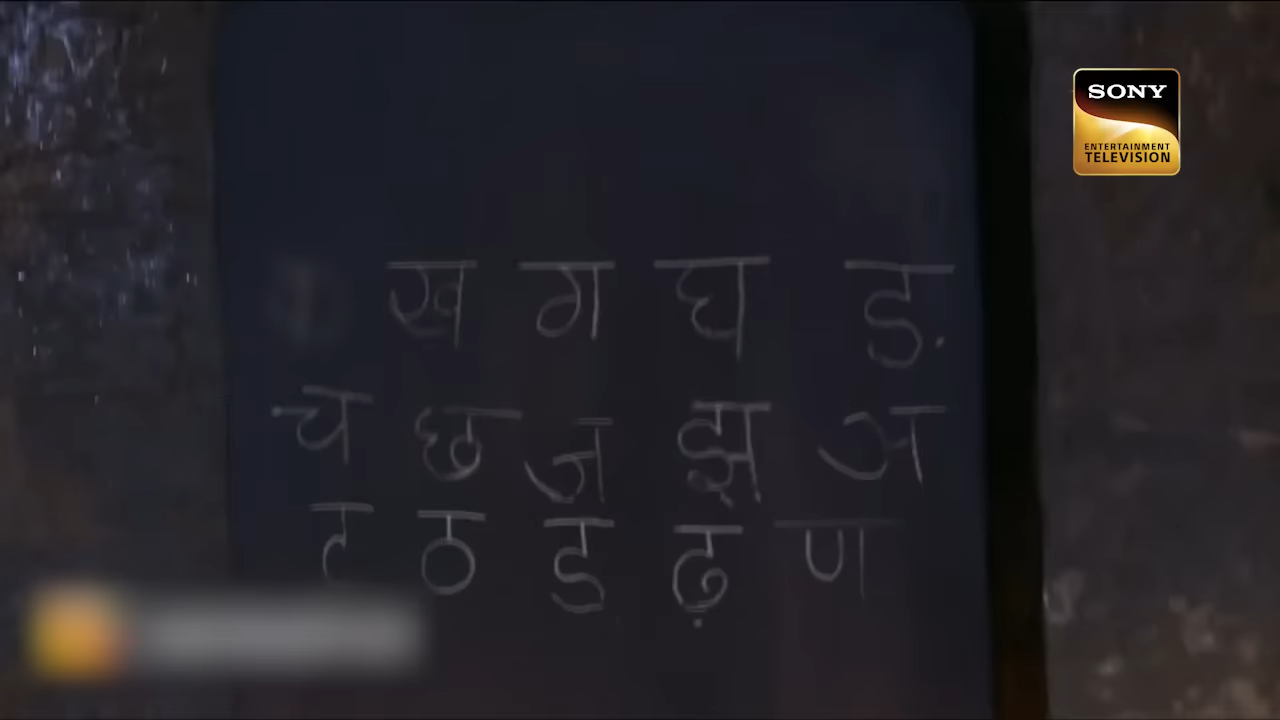 SONY
ENTERTAINMENT
TELEVISION
ख ग घ ङ
च छ ज झ ञ
ट ठ ड ढ़ ण